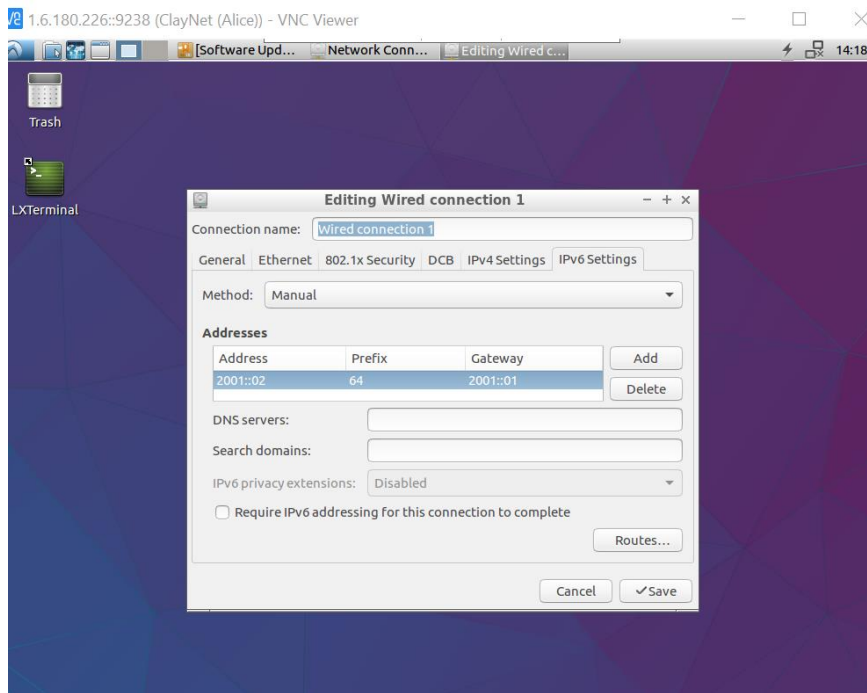 1.6.180.226::9238 (ClayNet (Alice)) - VNC Viewer
[Software Upd... Network Conn... Editing Wired c... 14:18
Trash
LXTerminal
Editing Wired connection 1
Connection name: Wired connection 1
General Ethernet 802.1x Security DCB IPv4 Settings IPv6 Settings
Method: Manual
Addresses
Address Prefix Gateway Add
2001::02 64 2001::01
Delete
DNS servers:
Search domains:
IPv6 privacy extensions: Disabled
Require IPv6 addressing for this connection to complete
Routes...
Cancel Save